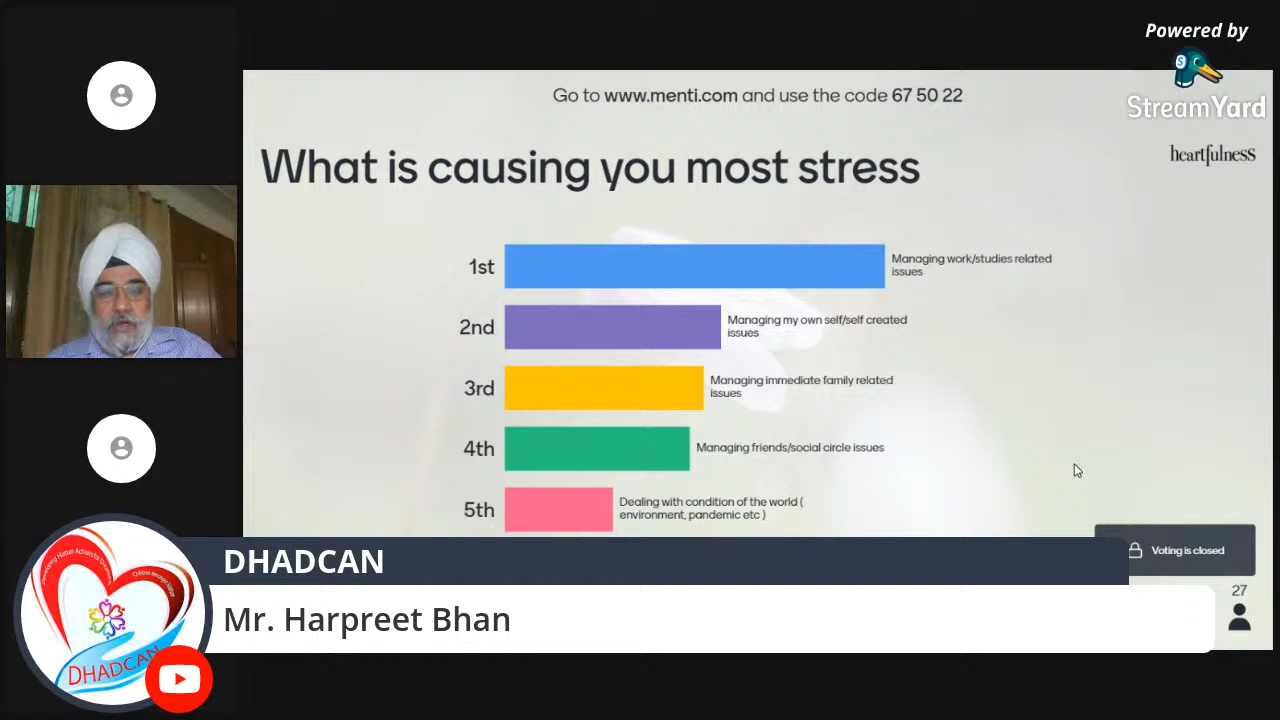 Powered by
StreamYard
Go to www.menti.com and use the code 67 50 22
heartfulness
What is causing you most stress
1st
Managing work/studies related
issues
2nd
Managing my own self/self created
issues
3rd
Managing immediate family related
issues
4th
Managing friends/social circle issues
5th
Dealing with condition of the world (
environment, pandemic etc )
Voting is closed
27
DHADCAN
Mr. Harpreet Bhan
DHADCAN